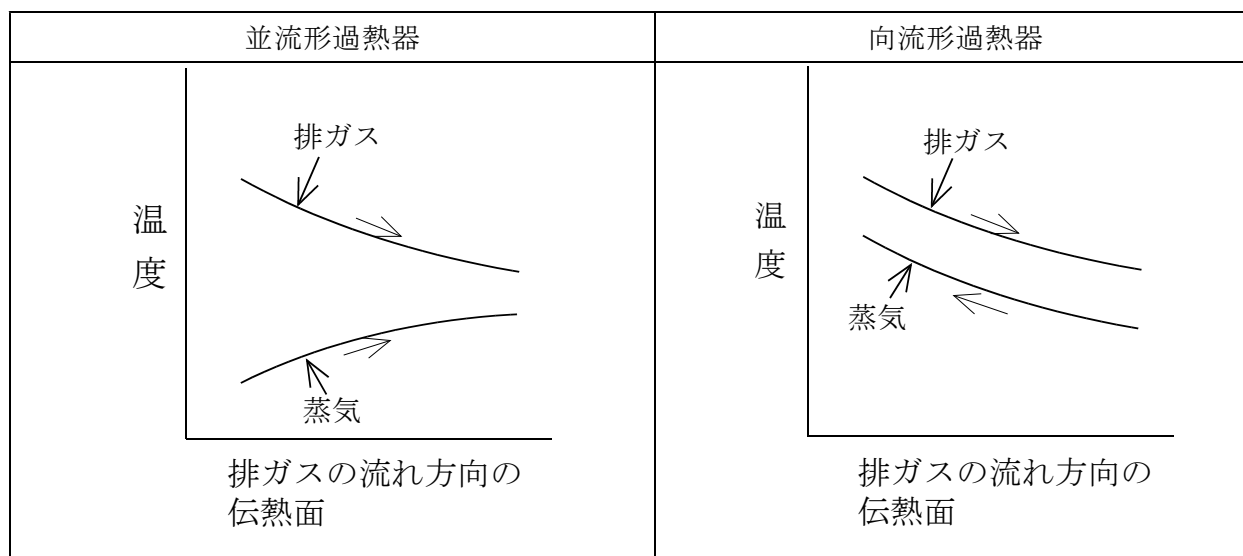 並流形過熱器
向流形過熱器
排ガス
温
度
蒸気
排ガスの流れ方向の
伝熱面
排ガス
温
度
蒸気
排ガスの流れ方向の
伝熱面